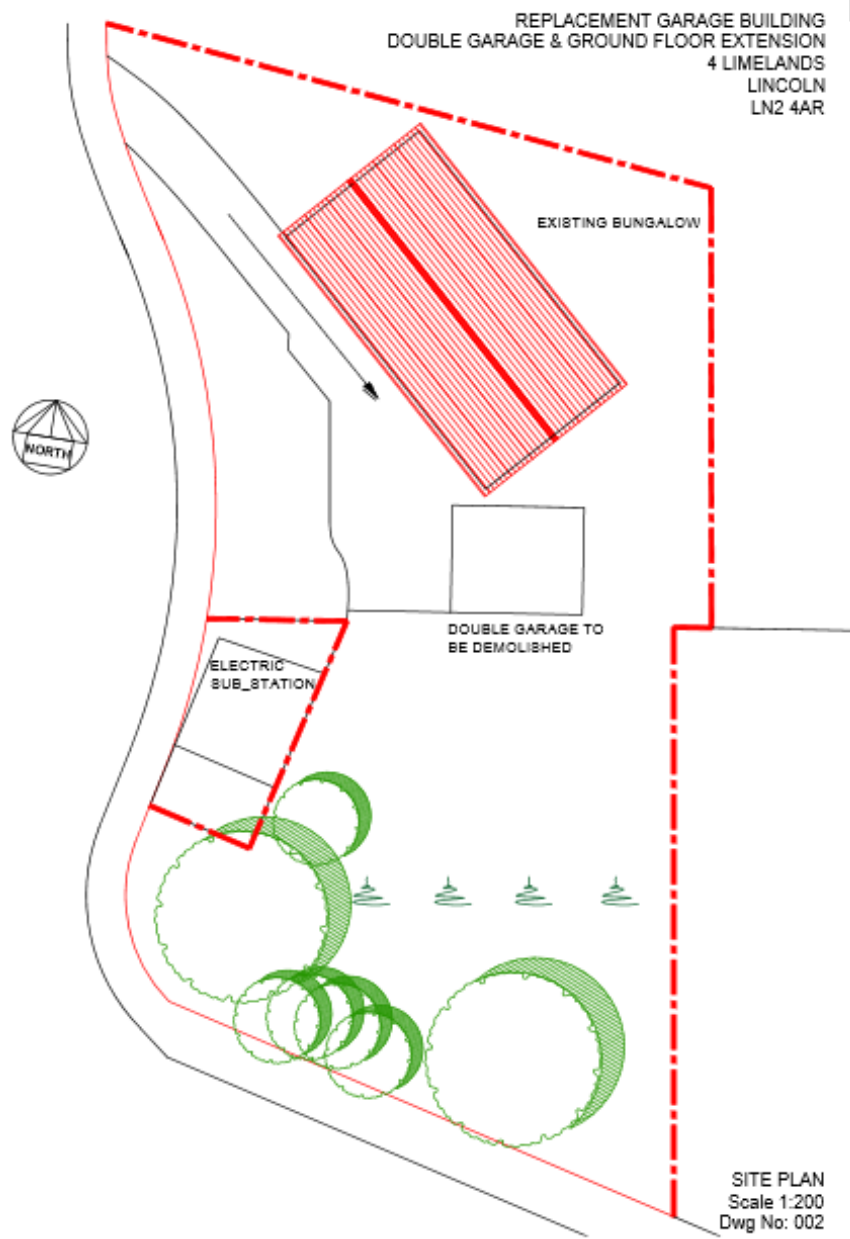 REPLACEMENT GARAGE BUILDING
DOUBLE GARAGE & GROUND FLOOR EXTENSION
4 LIMELANDS
LINCOLN
LN2 4AR
EXISTING BUNGALOW
NORTH
DOUBLE GARAGE TO
BE DEMOLISHED
ELECTRIC
SUB_STATION
SITE PLAN
Scale 1:200
Dwg No: 002